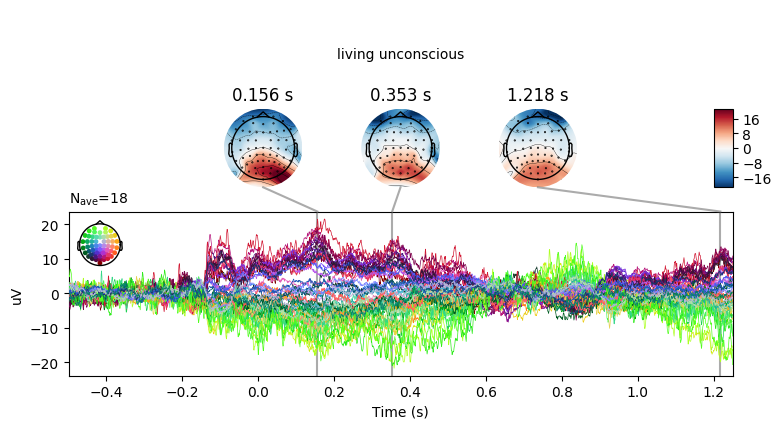 living unconscious
0.156 s 0.353 s 1.218 s
16
8
0
−8
−16
Nave=18
20
10
0
−10
−20
uV
−0.4 −0.2 0.0 0.2 0.4 0.6 0.8 1.0 1.2
Time (s)